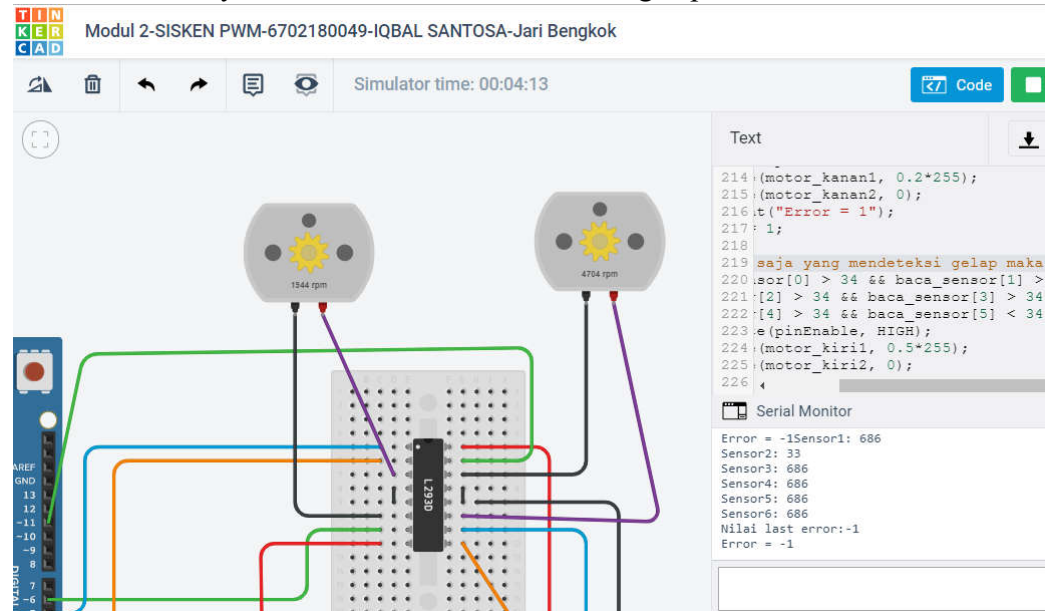 TIN
KER
CAD
Modul 2-SISKEN PWM-6702180049-IQBAL SANTOSA-Jari Bengkok
Simulator time: 00:04:13
Code
Text
214 (motor_kanan1, 0.2*255);
215 (motor_kanan2, 0);
216 t("Error = 1");
217 1;
218
219 saja yang mendeteksi gelap maka
220 sor[0] > 34 && baca_sensor[1] >
221 [2] > 34 && baca_sensor[3] > 34
222 [4] > 34 && baca_sensor[5] < 34
223 e(pinEnable, HIGH);
224 (motor_kiri1, 0.5*255);
225 (motor_kiri2, 0);
226
Serial Monitor
Error = -1Sensor1: 686
Sensor2: 33
Sensor3: 686
Sensor4: 686
Sensor5: 686
Sensor6: 686
Nilai last error:-1
Error = -1
1544 rpm
4704 rpm
L293D
AREF
GND
13
12
~11
~10
~9
8
7
~6
DIGITAL